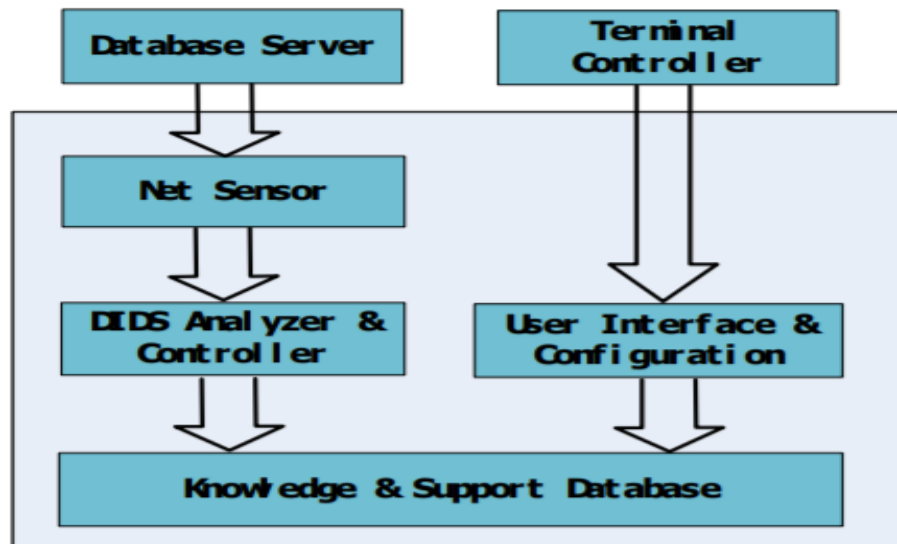 Database Server
Terminal
Controller
Net Sensor
DIDS Analyzer &
Controller
User Interface &
Configuration
Knowledge & Support Database